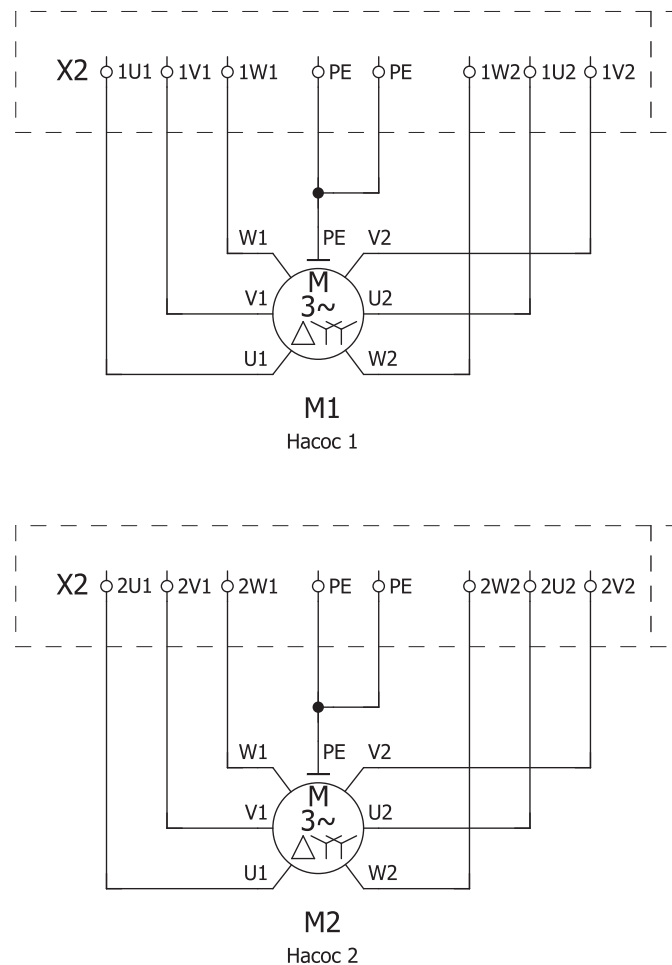 X2 1U1 1V1 1W1 PE PE 1W2 1U2 1V2
W1 PE V2
M
V1 3~ U2
U1 W2
M1
Насос 1
X2 2U1 2V1 2W1 PE PE 2W2 2U2 2V2
W1 PE V2
M
V1 3~ U2
U1 W2
M2
Насос 2